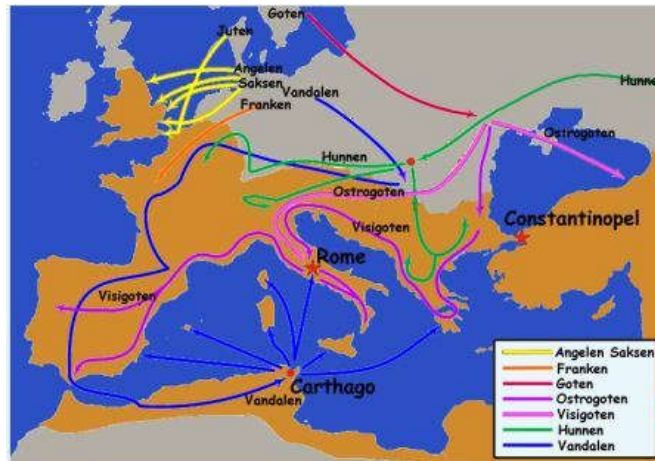 Goten
Juten
Angelen
Saksen
Vandalen
Hunnen
Franken
Ostrogoten
Hunnen
Ostrogoten
Constantinopel
Visigoten
Rome
Visigoten
Carthago
Vandalen
Angelen Saksen
Franken
Goten
Ostrogoten
Visigoten
Hunnen
Vandalen